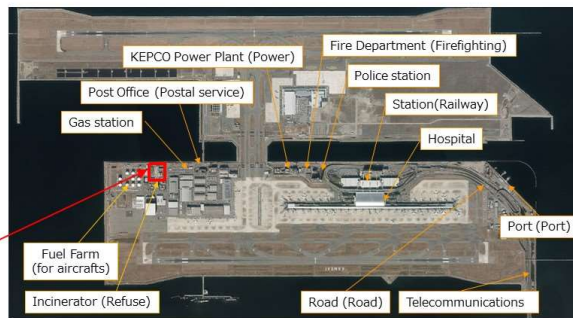 KEPCO Power Plant (Power)
Fire Department (Firefighting)
Police station
Post Office (Postal service)
Station(Railway)
Gas station
Hospital
Port (Port)
Fuel Farm
(for aircrafts)
Incinerator (Refuse)
Road (Road)
Telecommunications